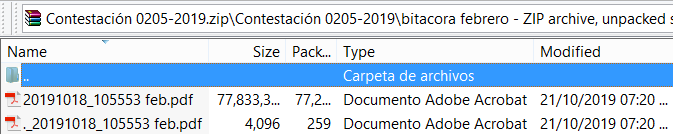 Contestación 0205-2019.zip\Contestación 0205-2019\bitacora febrero - ZIP archive, unpacked s
Name Size Pack... Type Modified
.. Carpeta de archivos
20191018_105553 feb.pdf 77,833,3... 77,2... Documento Adobe Acrobat 21/10/2019 07:20 ...
._20191018_105553 feb.pdf 4,096 259 Documento Adobe Acrobat 21/10/2019 07:20 ...